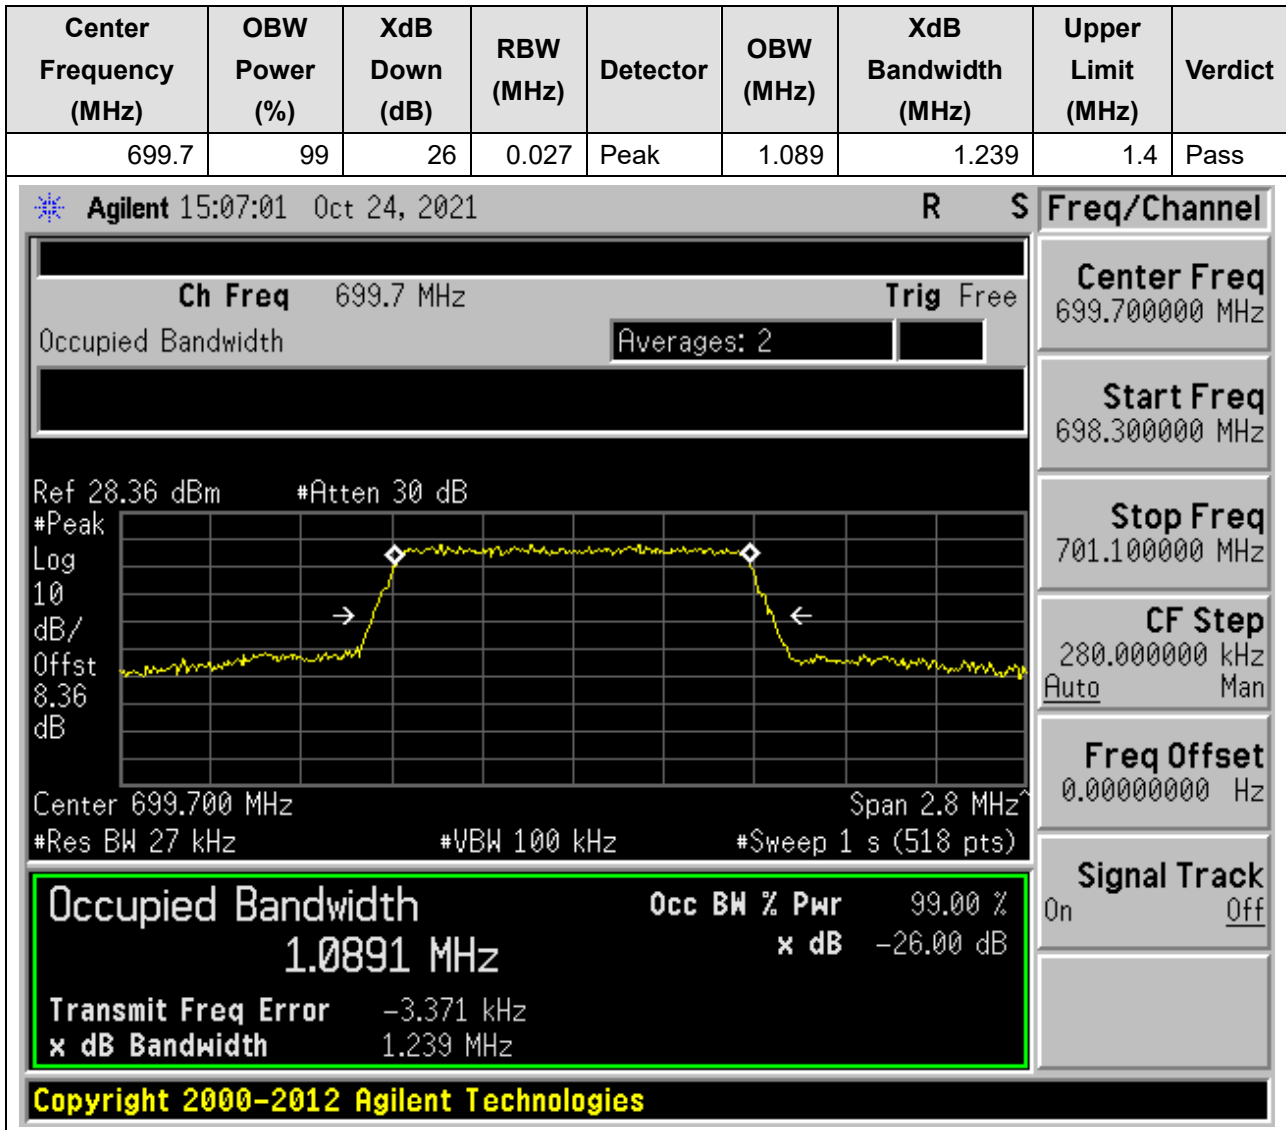 Center Frequency (MHz) OBW Power (%) XdB Down (dB) RBW (MHz) Detector OBW (MHz) XdB Bandwidth (MHz) Upper Limit (MHz) Verdict
699.7 99 26 0.027 Peak 1.089 1.239 1.4 Pass
Agilent 15:07:01 Oct 24, 2021 R S Freq/Channel
Ch Freq 699.7 MHz Trig Free
Occupied Bandwidth Averages: 2
Center Freq
699.700000 MHz
Start Freq
698.300000 MHz
Stop Freq
701.100000 MHz
CF Step
280.000000 kHz
Auto Man
Freq Offset
0.00000000 Hz
Signal Track
On Off
Ref 28.36 dBm #Atten 30 dB
#Peak
Log
10
dB/
Offst
8.36
dB
Center 699.700 MHz Span 2.8 MHz^
#Res BW 27 kHz #VBW 100 kHz #Sweep 1 s (518 pts)
Occupied Bandwidth Occ BW % Pwr 99.00 %
1.0891 MHz x dB -26.00 dB
Transmit Freq Error -3.371 kHz
x dB Bandwidth 1.239 MHz
Copyright 2000-2012 Agilent Technologies